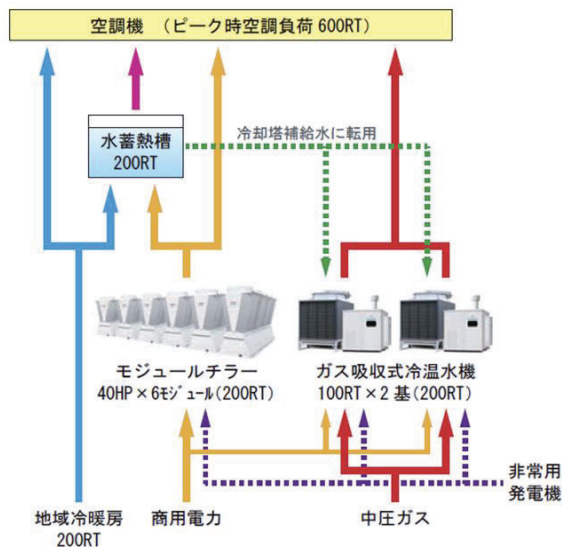 空調機 （ピーク時空調負荷 600RT）
水蓄熱槽
200RT
冷却塔補給水に転用
モジュールチラー
40HP×6ﾓｼﾞｭｰﾙ(200RT)
ガス吸収式冷温水機
100RT×2 基(200RT)
非常用
発電機
地域冷暖房
200RT
商用電力
中圧ガス